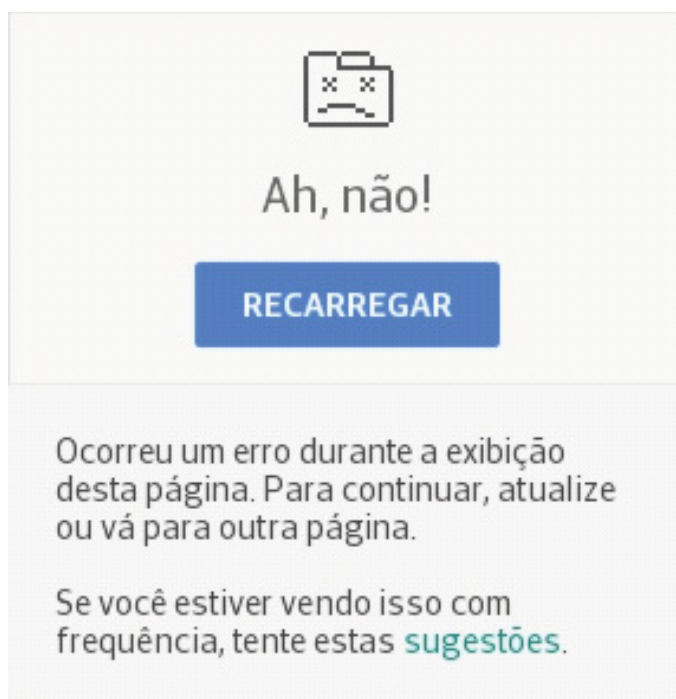 Ah, não!
RECARREGAR
Ocorreu um erro durante a exibição
desta página. Para continuar, atualize
ou vá para outra página.
Se você estiver vendo isso com
frequência, tente estas sugestões.